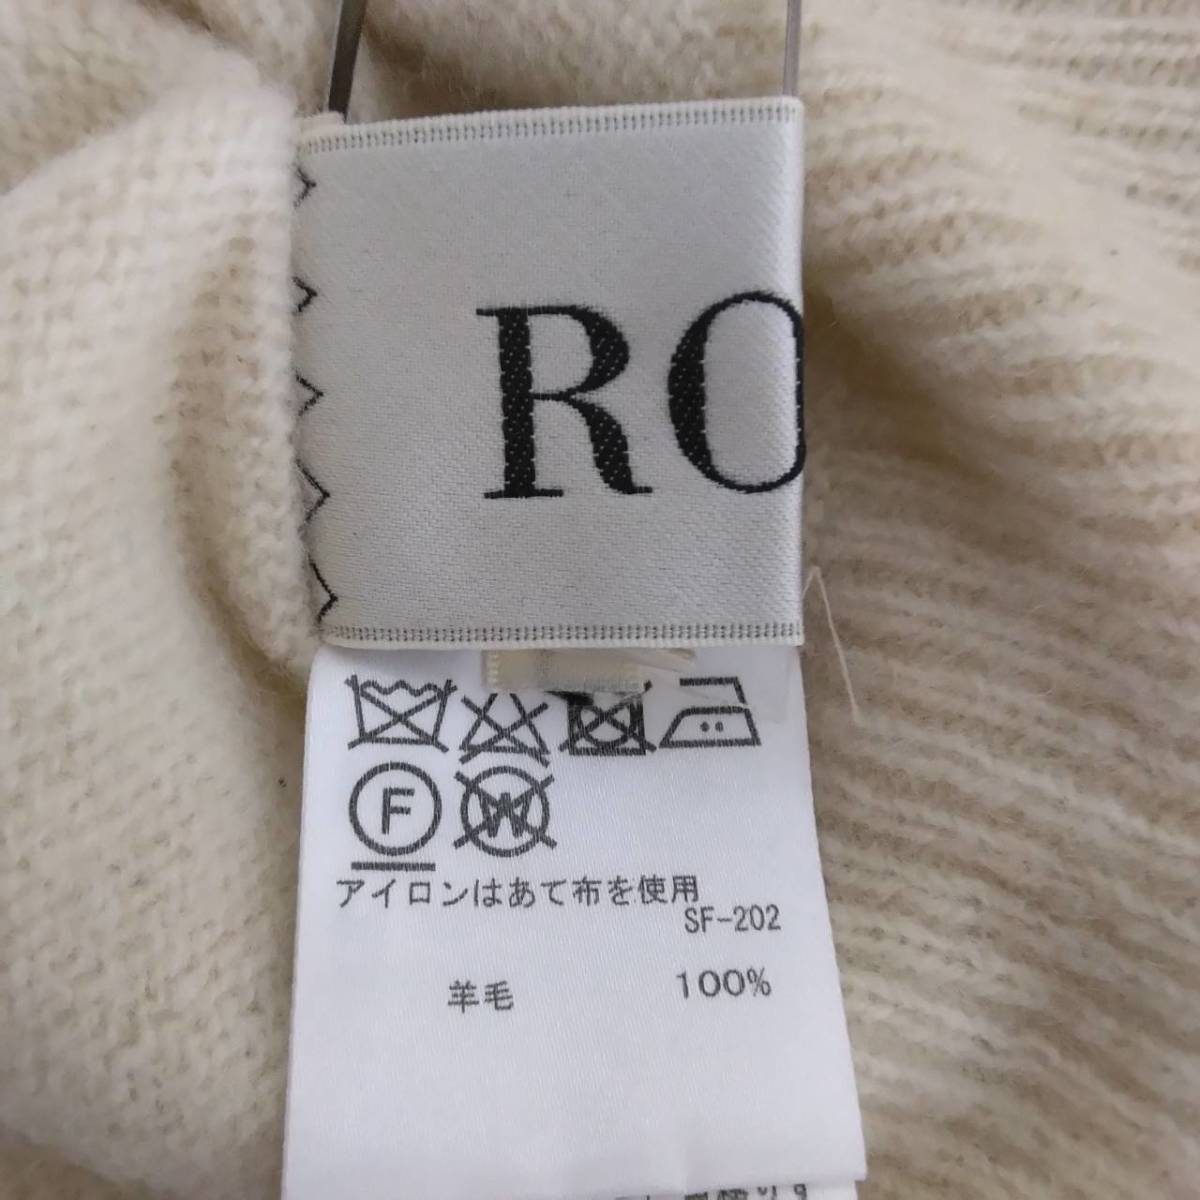 RO
F W
アイロンはあて布を使用
SF-202
羊毛 100%